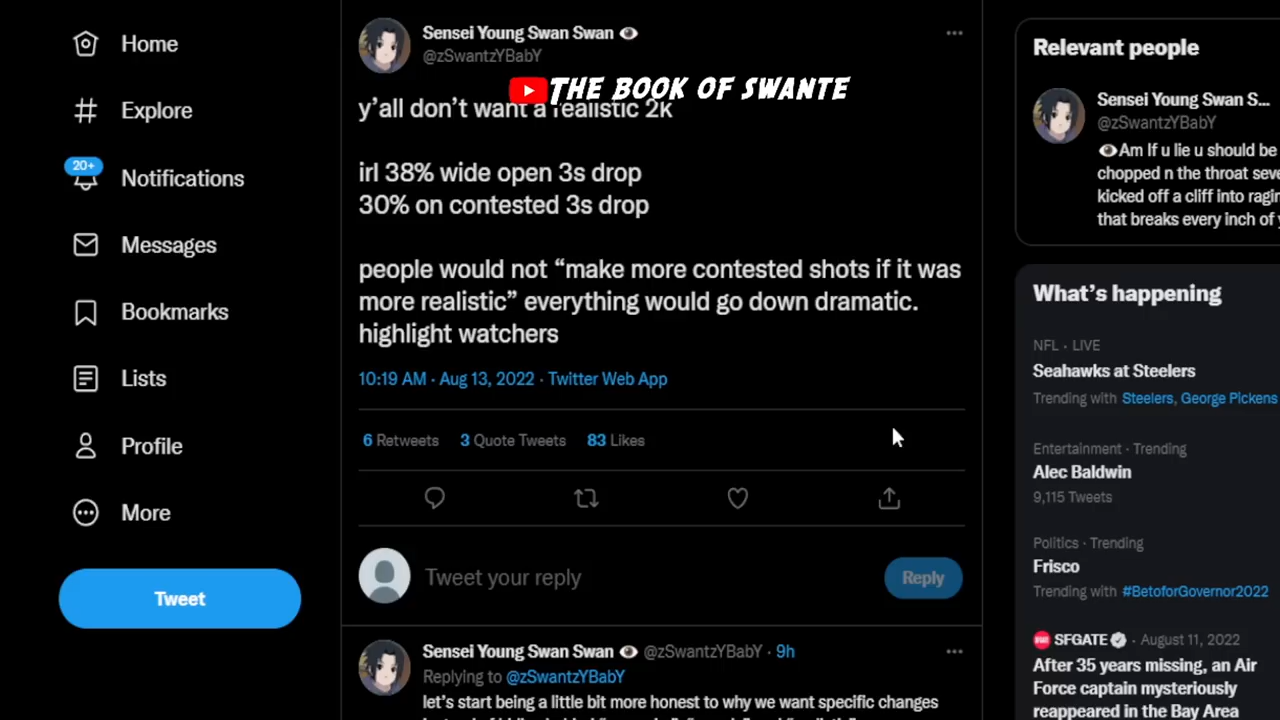 Home
Explore
20+
Notifications
Messages
Bookmarks
Lists
Profile
More
Tweet
Sensei Young Swan Swan
@zSwantzYBabY
THE BOOK OF SWANTE
y'all don't want a realistic 2k
irl 38% wide open 3s drop
30% on contested 3s drop
people would not “make more contested shots if it was
more realistic” everything would go down dramatic.
highlight watchers
10:19 AM · Aug 13, 2022 · Twitter Web App
6 Retweets 3 Quote Tweets 83 Likes
Tweet your reply
Reply
Sensei Young Swan Swan @zSwantzYBabY · 9h
Replying to @zSwantzYBabY
let's start being a little bit more honest to why we want specific changes
Relevant people
Sensei Young Swan S...
@zSwantzYBabY
Am If u lie u should be
chopped n the throat seve
kicked off a cliff into ragin
that breaks every inch of y
What's happening
NFL · LIVE
Seahawks at Steelers
Trending with Steelers, George Pickens
Entertainment · Trending
Alec Baldwin
9,115 Tweets
Politics · Trending
Frisco
Trending with #BetoforGovernor2022
SFGATE · August 11, 2022
After 35 years missing, an Air
Force captain mysteriously
reappeared in the Bay Area